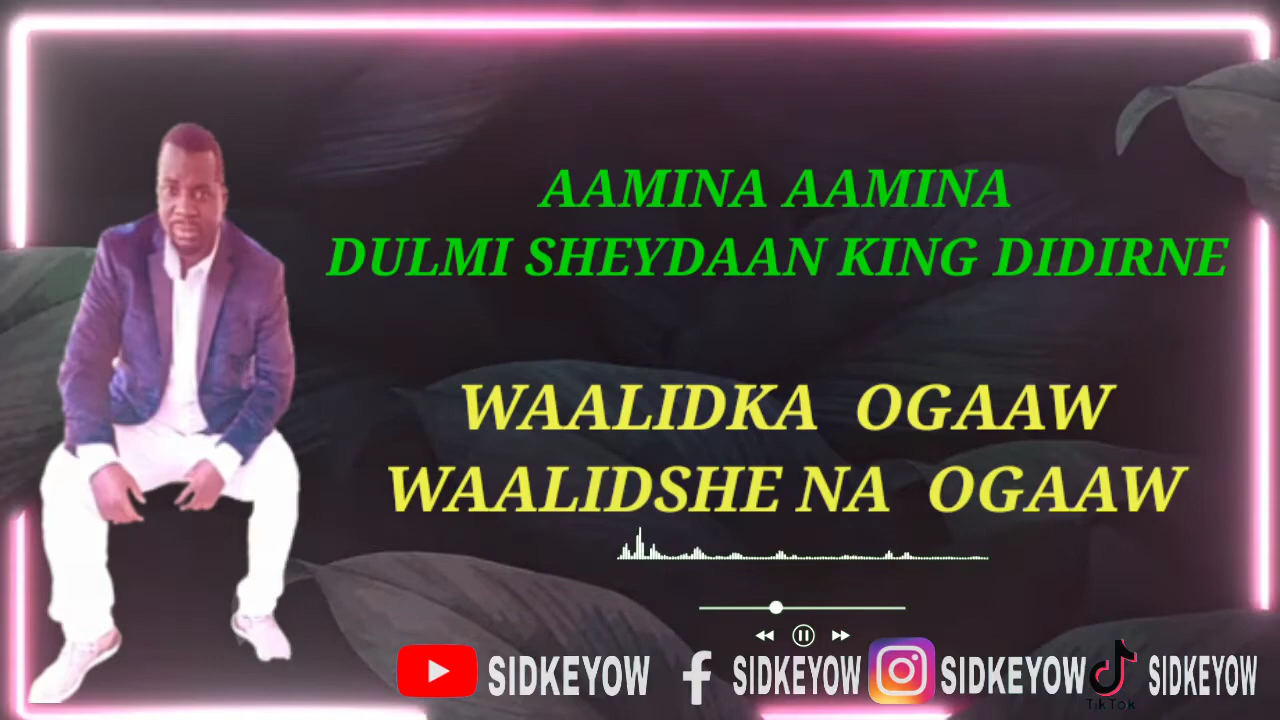 AAMINA AAMINA
DULMI SHEYDAAN KING DIDIRNE
WAALIDKA OGAAW
WAALIDSHE NA OGAAW
SIDKEYOW SIDKEYOW SIDKEYOW SIDKEYOW
TikTok